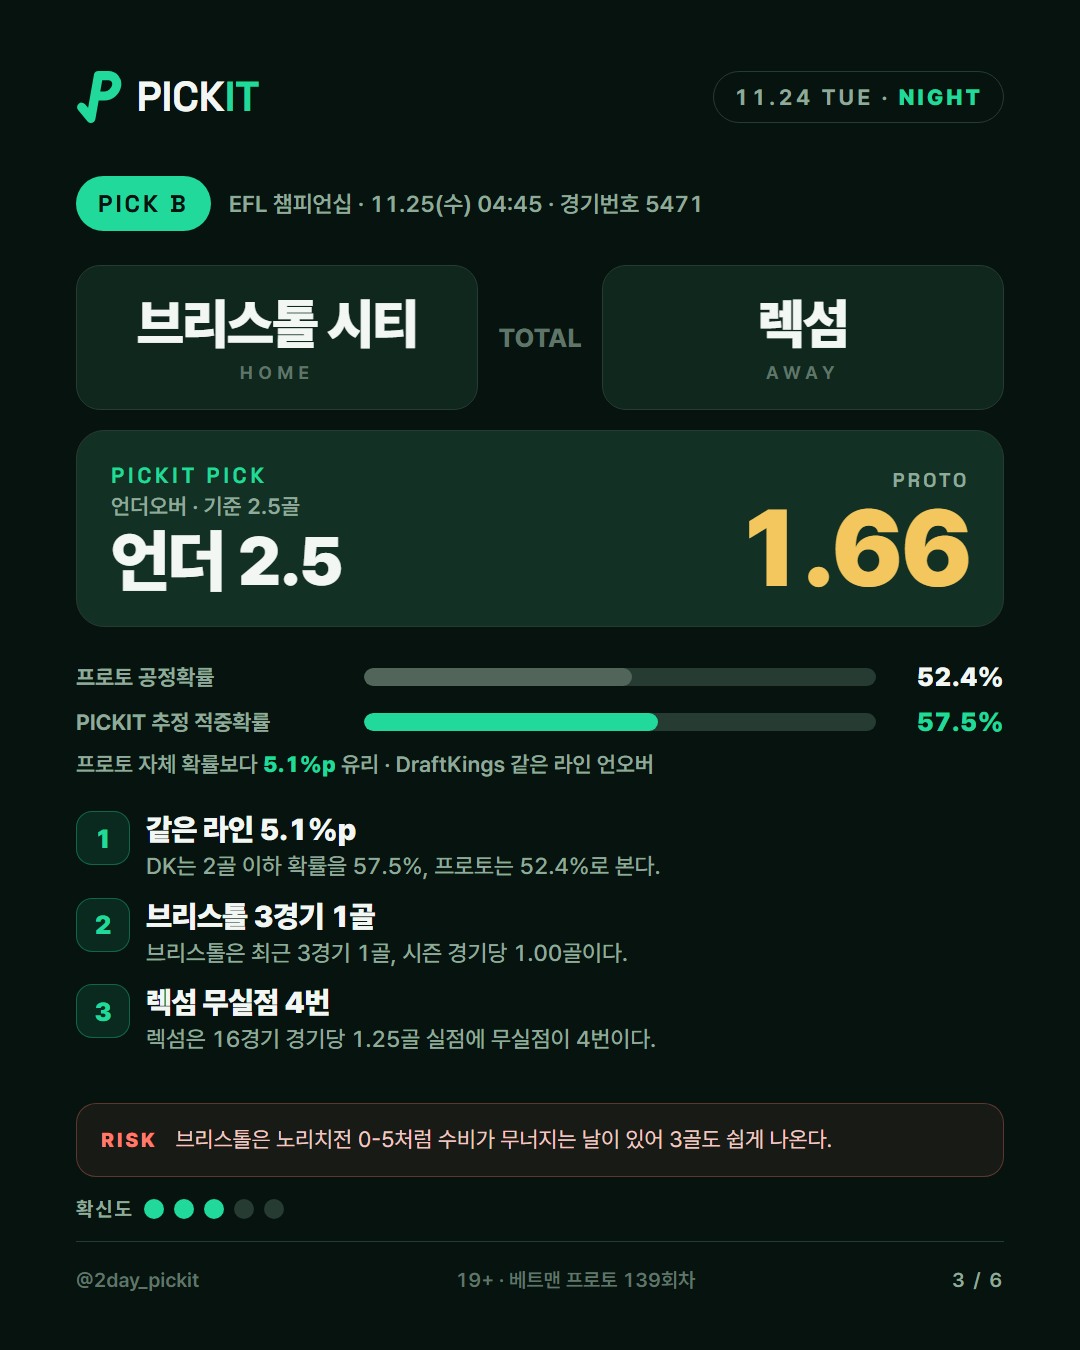 PICKIT
11.24 TUE · NIGHT
PICK B
EFL 챔피언십 · 11.25(수) 04:45 · 경기번호 5471
브리스톨 시티
HOME
TOTAL
렉섬
AWAY
PICKIT PICK
언더오버 · 기준 2.5골
언더 2.5
PROTO
1.66
프로토 공정확률 52.4%
PICKIT 추정 적중확률 57.5%
프로토 자체 확률보다 5.1%p 유리 · DraftKings 같은 라인 언오버
1 같은 라인 5.1%p
DK는 2골 이하 확률을 57.5%, 프로토는 52.4%로 본다.
2 브리스톨 3경기 1골
브리스톨은 최근 3경기 1골, 시즌 경기당 1.00골이다.
3 렉섬 무실점 4번
렉섬은 16경기 경기당 1.25골 실점에 무실점이 4번이다.
RISK 브리스톨은 노리치전 0-5처럼 수비가 무너지는 날이 있어 3골도 쉽게 나온다.
확신도
@2day_pickit
19+ · 베트맨 프로토 139회차
3 / 6